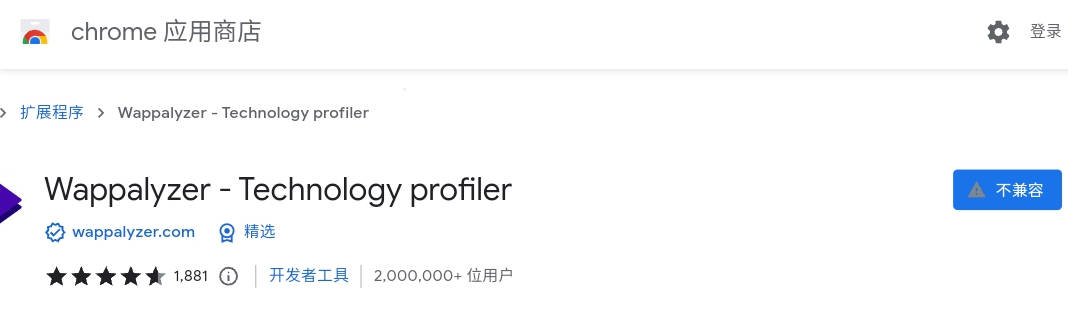 chrome 应用商店
登录
扩展程序 Wappalyzer - Technology profiler
Wappalyzer - Technology profiler
不兼容
wappalyzer.com 精选
1,881 开发者工具 2,000,000+ 位用户